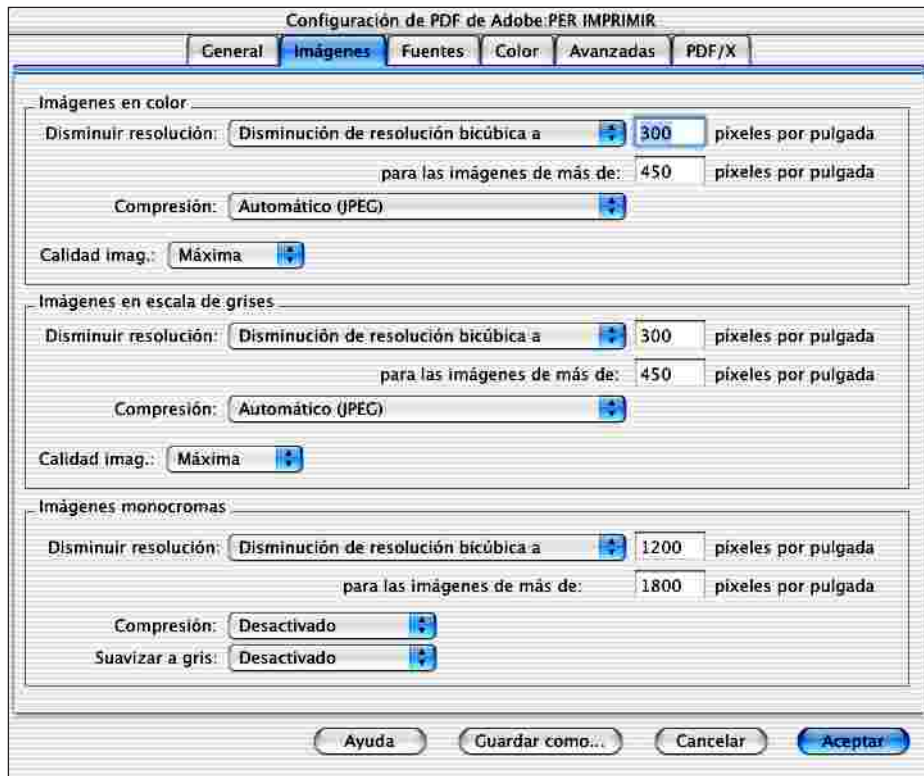 Configuración de PDF de Adobe:PER IMPRIMIR
General Imágenes Fuentes Color Avanzadas PDF/X
Imágenes en color
Disminuir resolución: Disminución de resolución bicúbica a 300 píxeles por pulgada
para las imágenes de más de: 450 píxeles por pulgada
Compresión: Automático (JPEG)
Calidad imag.: Máxima
Imágenes en escala de grises
Disminuir resolución: Disminución de resolución bicúbica a 300 píxeles por pulgada
para las imágenes de más de: 450 píxeles por pulgada
Compresión: Automático (JPEG)
Calidad imag.: Máxima
Imágenes monocromas
Disminuir resolución: Disminución de resolución bicúbica a 1200 píxeles por pulgada
para las imágenes de más de: 1800 píxeles por pulgada
Compresión: Desactivado
Suavizar a gris: Desactivado
Ayuda Guardar como... Cancelar Aceptar